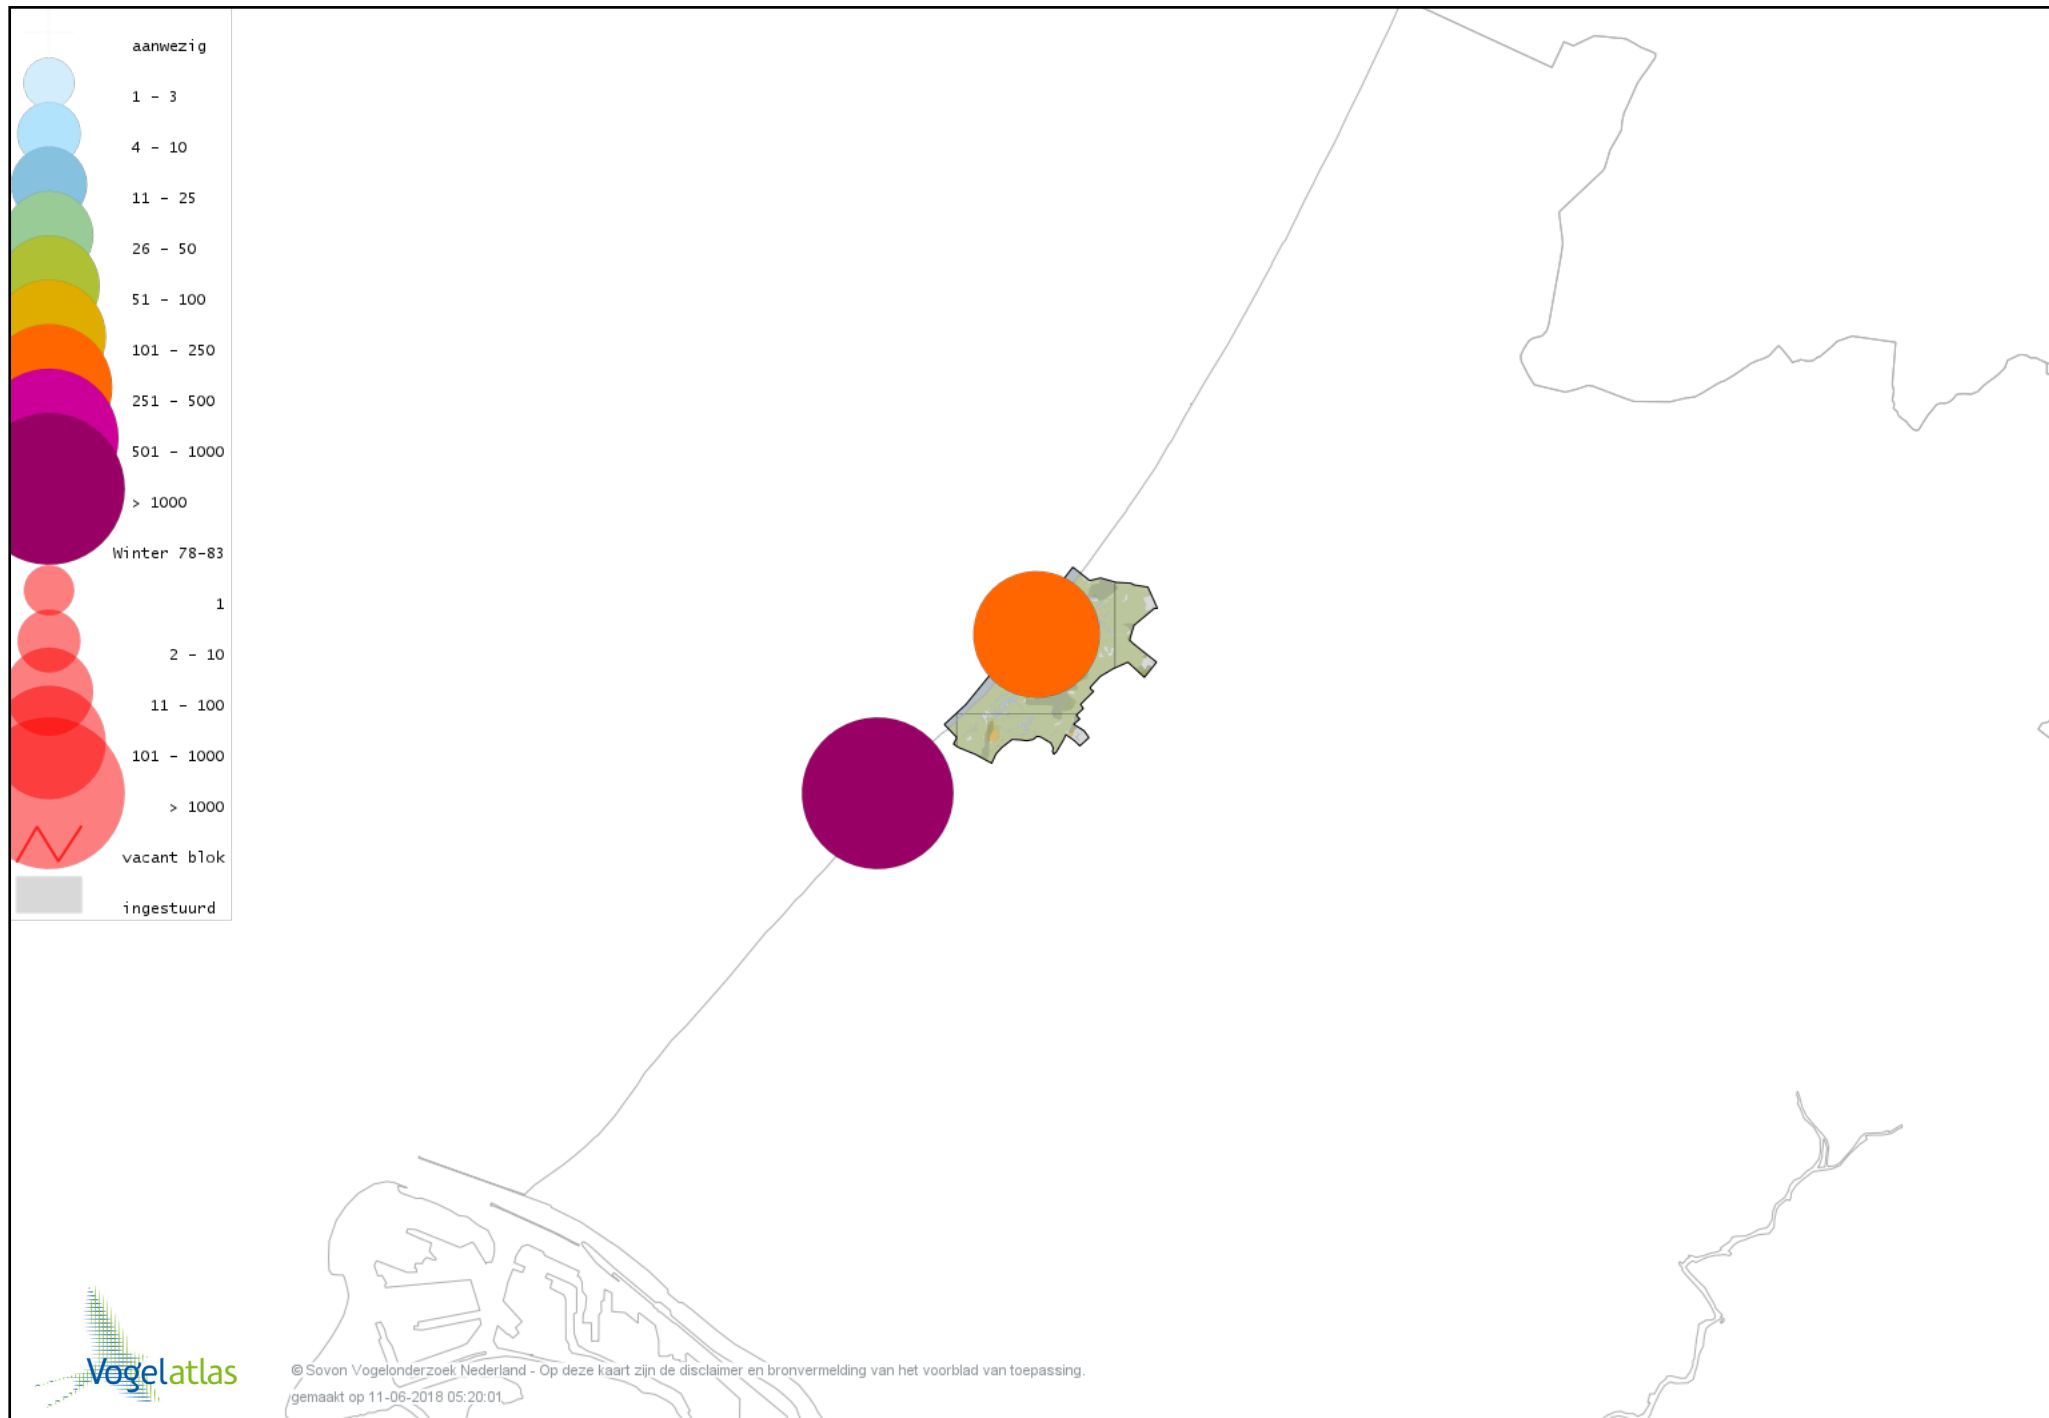 aanwezig
1 - 3
4 - 10
11 - 25
26 - 50
51 - 100
101 - 250
251 - 500
501 - 1000
> 1000
Winter 78-83
1
2 - 10
11 - 100
101 - 1000
> 1000
vacant blok
ingestuurd
Vogelatlas
© Sovon Vogelonderzoek Nederland - Op deze kaart zijn de disclaimer en bronvermelding van het voorblad van toepassing.
gemaakt op 11-06-2018 05:20:01